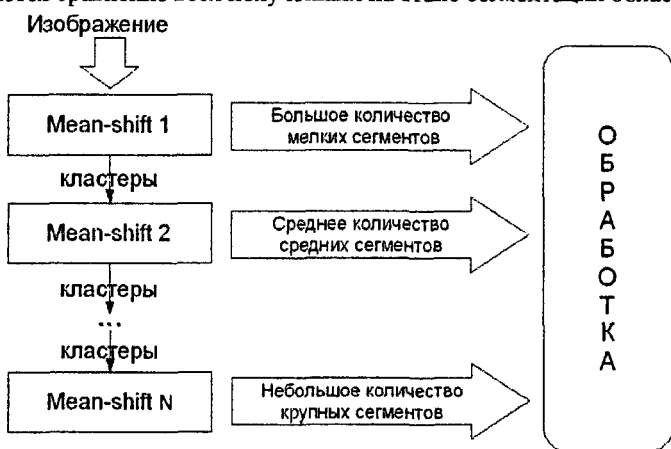 Изображение
Mean-shift 1
Большое количество
мелких сегментов
кластеры
Mean-shift 2
Среднее количество
средних сегментов
кластеры
...
кластеры
Mean-shift N
Небольшое количество
крупных сегментов
ОБРАБОТКА